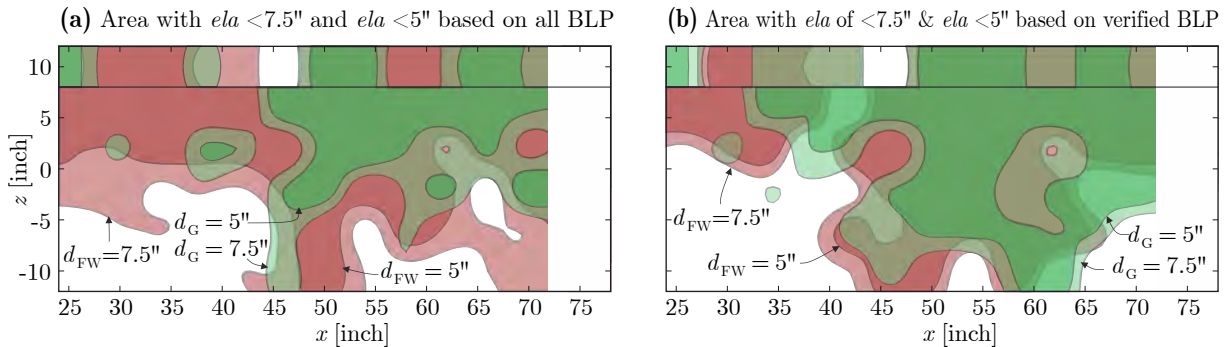 (a) Area with ela <7.5" and ela <5" based on all BLP
(b) Area with ela of <7.5" & ela <5" based on verified BLP
10
5
0
-5
-10
z [inch]
d_G = 5"
d_G = 7.5"
d_FW=7.5"
d_FW = 5"
25 30 35 40 45 50 55 60 65 70 75
x [inch]
10
5
0
-5
-10
z [inch]
d_FW=7.5"
d_FW = 5"
d_G = 5"
d_G = 7.5"
25 30 35 40 45 50 55 60 65 70 75
x [inch]